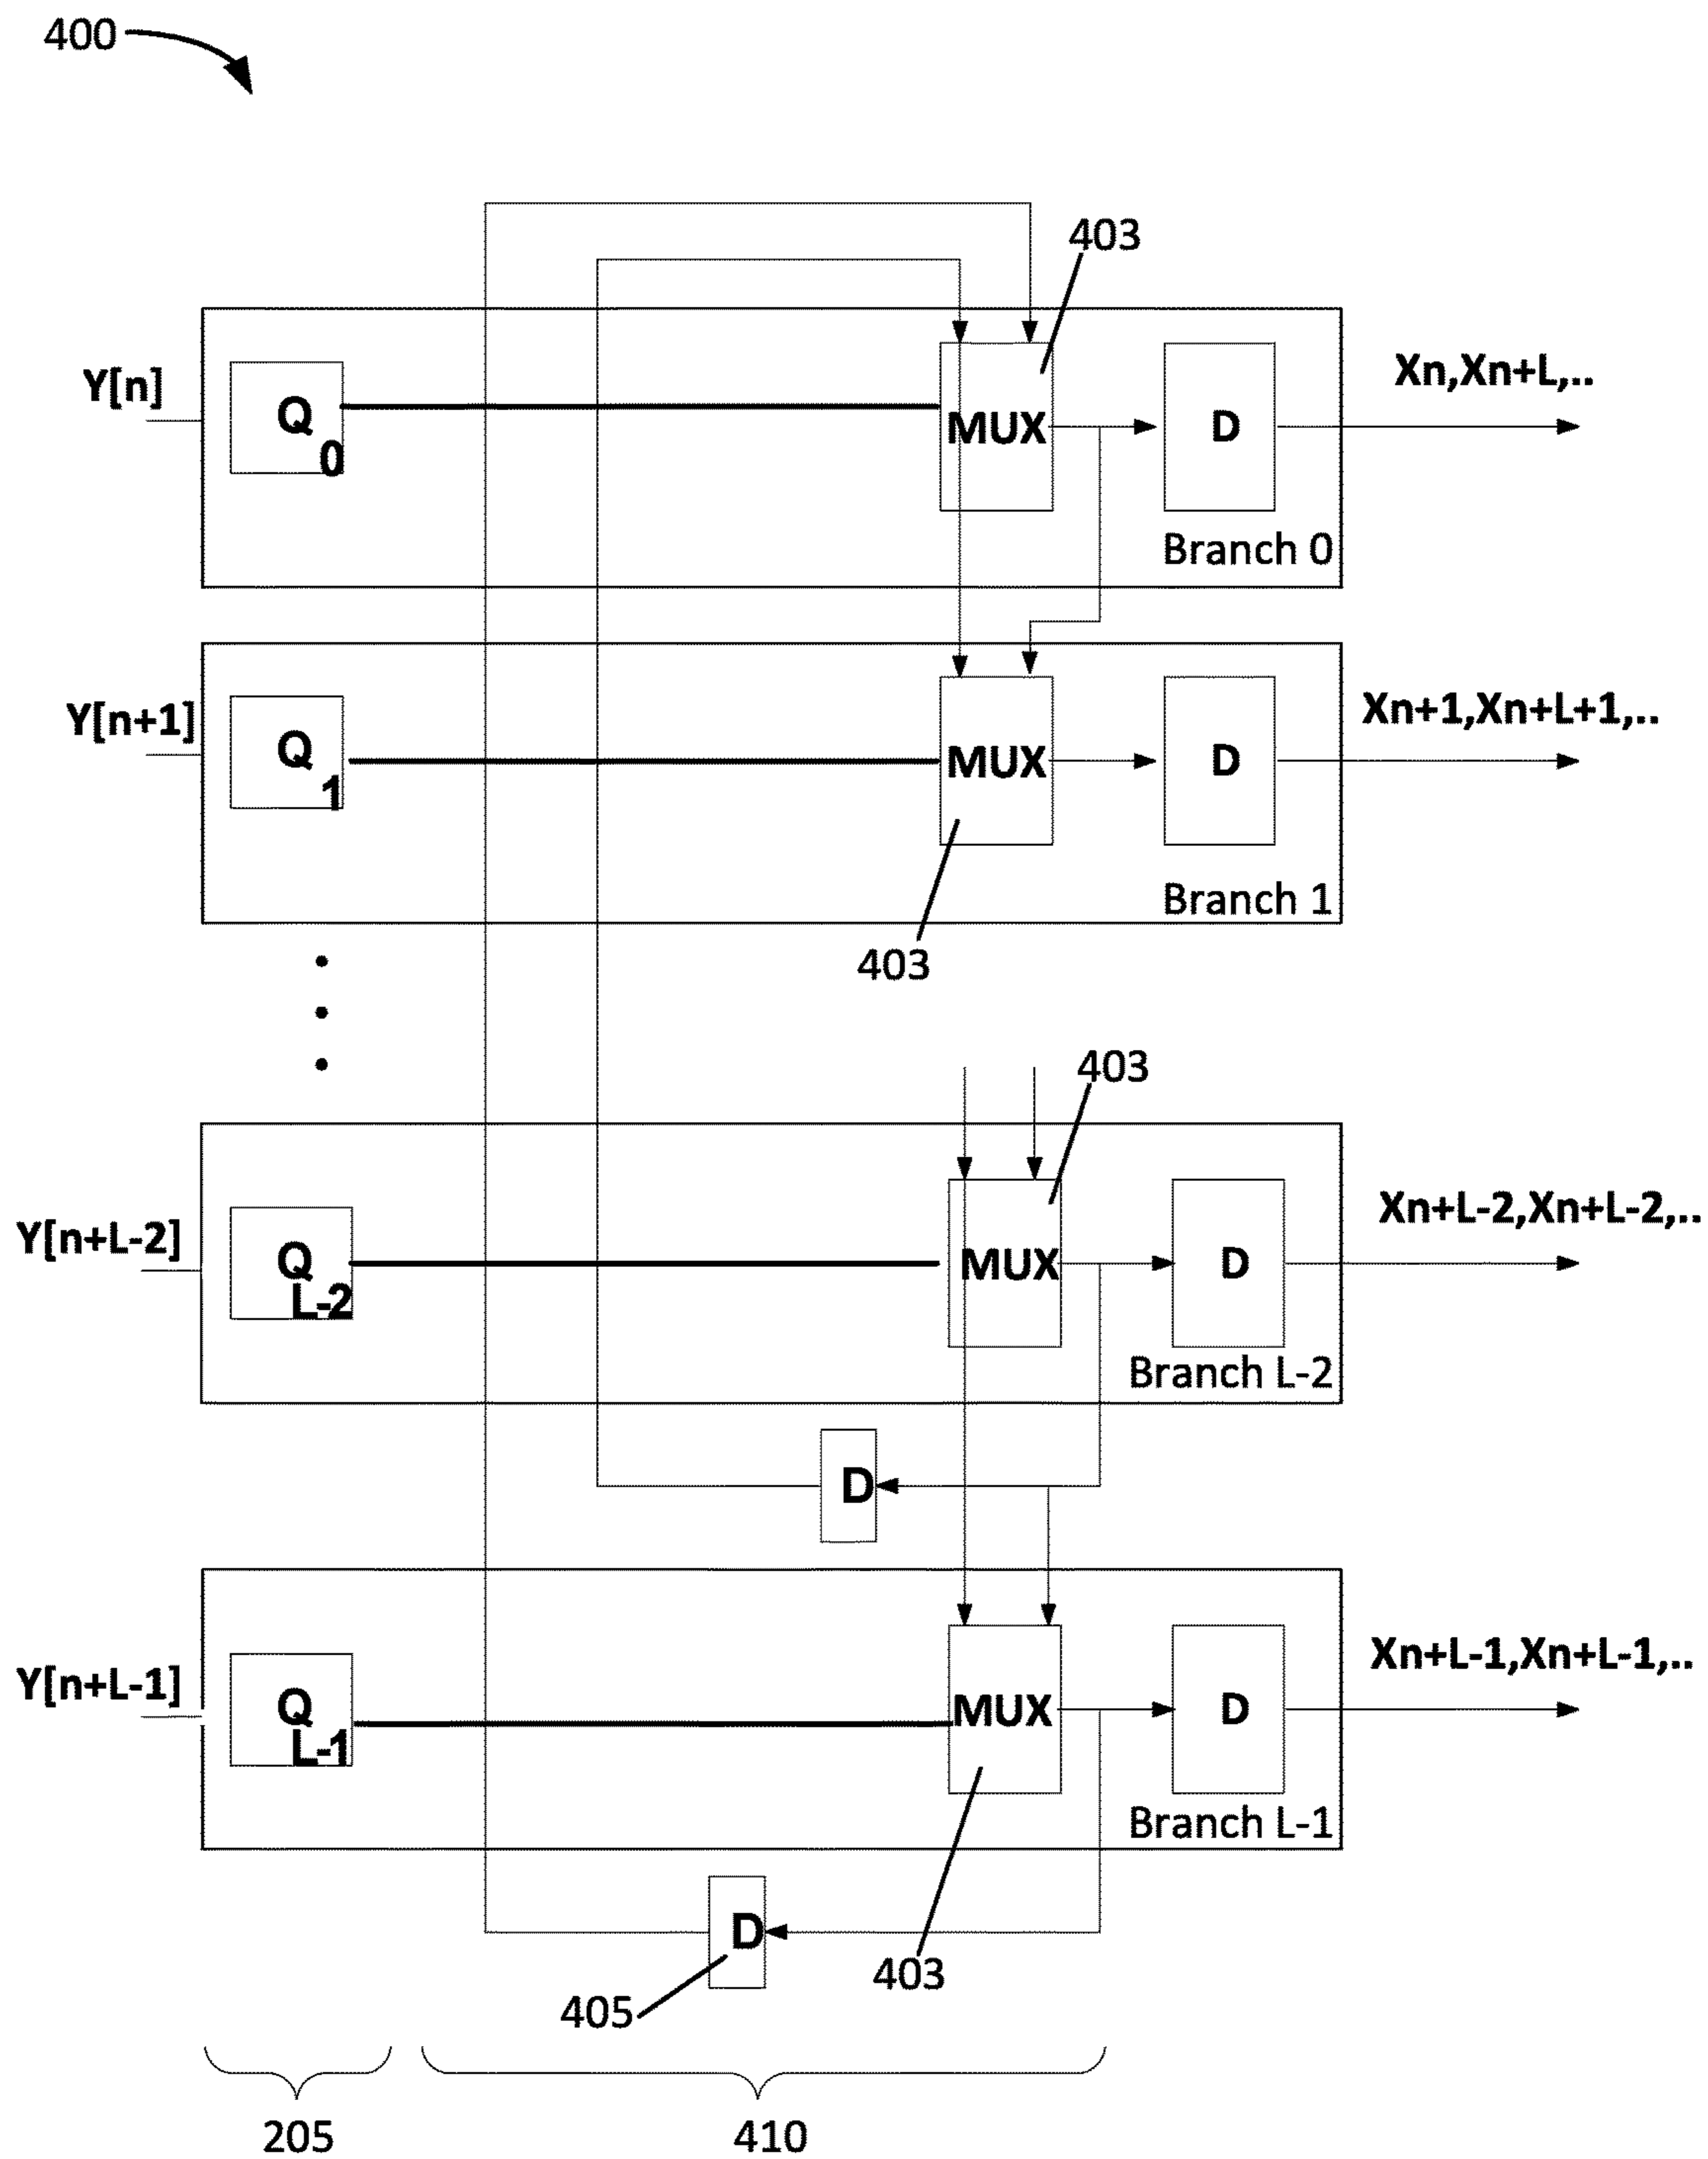 400
403
Y[n]
Q
0
MUX
D
Xn,Xn+L,..
Branch 0
Y[n+1]
Q
1
MUX
D
Xn+1,Xn+L+1,..
Branch 1
403
403
Y[n+L-2]
Q
L-2
MUX
D
Xn+L-2,Xn+L-2,..
Branch L-2
D
Y[n+L-1]
Q
L-1
MUX
D
Xn+L-1,Xn+L-1,..
Branch L-1
D
403
405
205
410